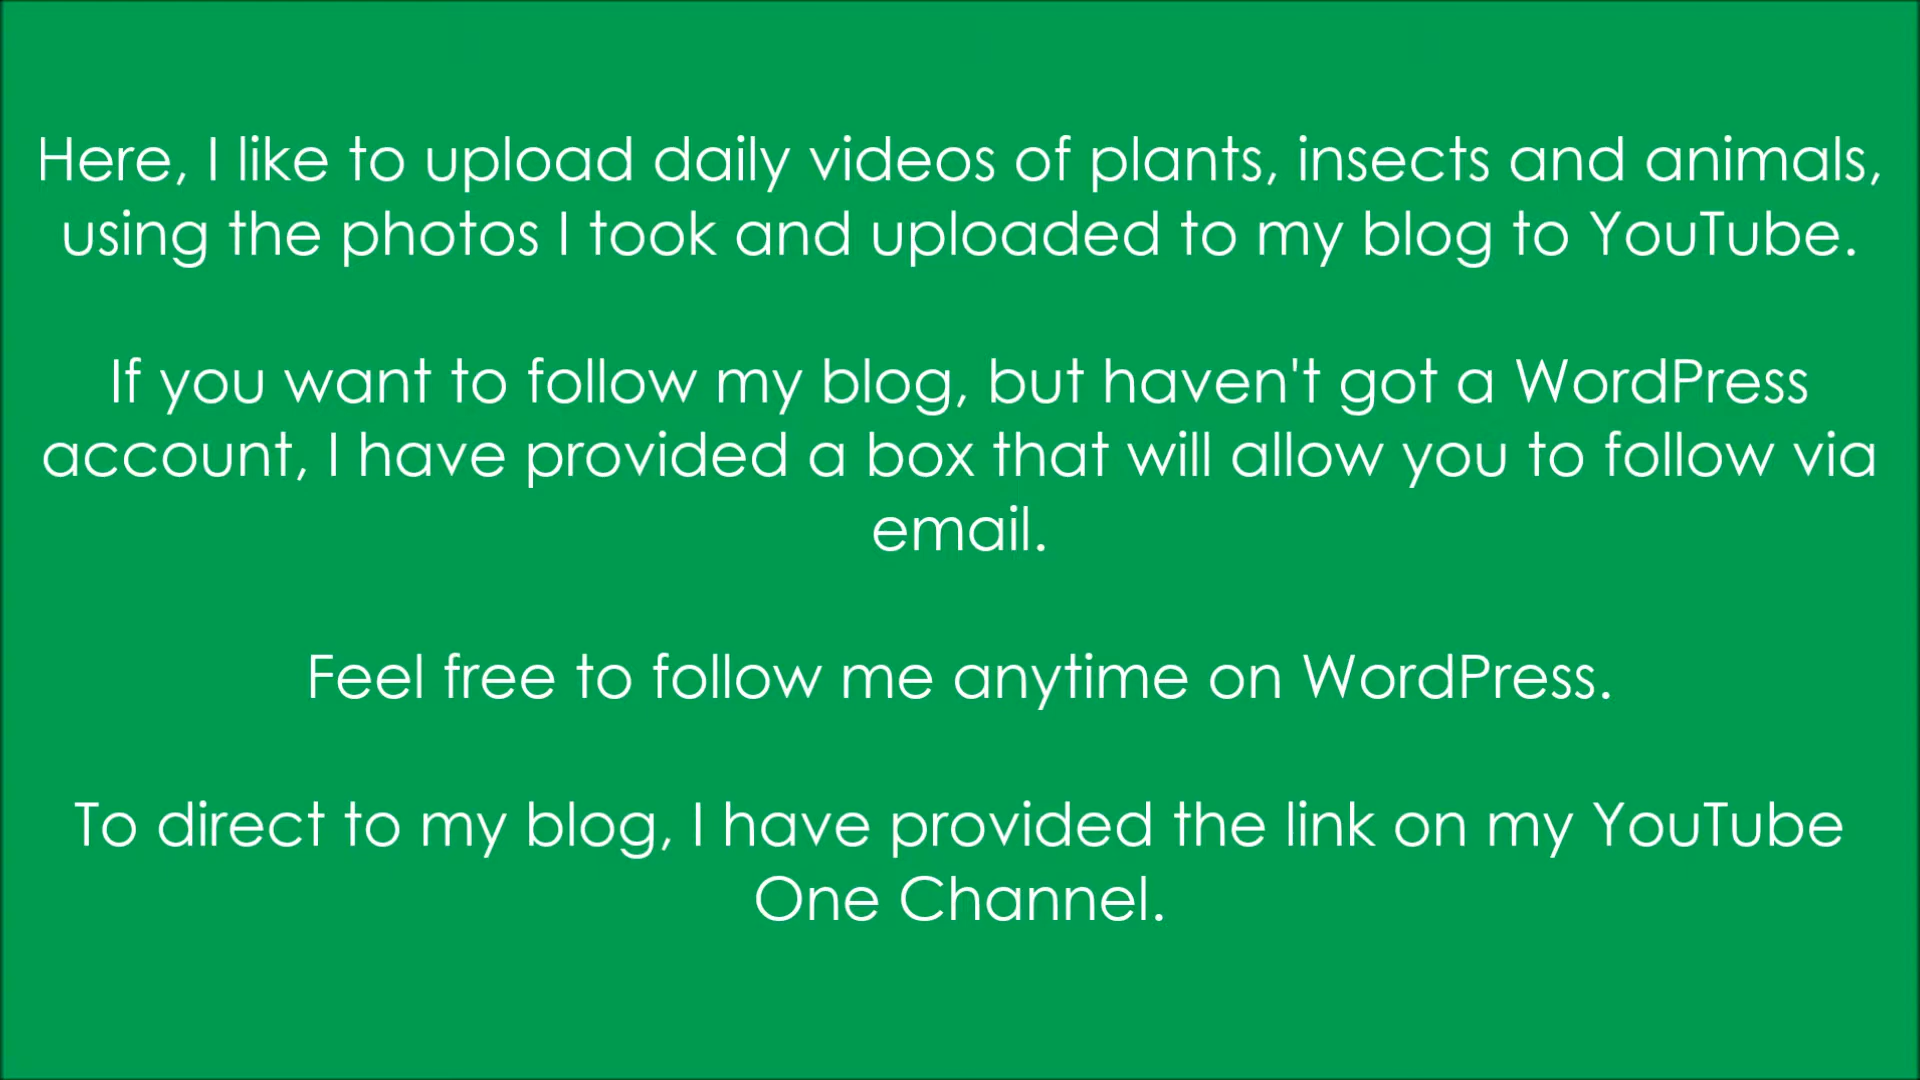 Here, I like to upload daily videos of plants, insects and animals,
using the photos I took and uploaded to my blog to YouTube.
If you want to follow my blog, but haven't got a WordPress
account, I have provided a box that will allow you to follow via
email.
Feel free to follow me anytime on WordPress.
To direct to my blog, I have provided the link on my YouTube
One Channel.